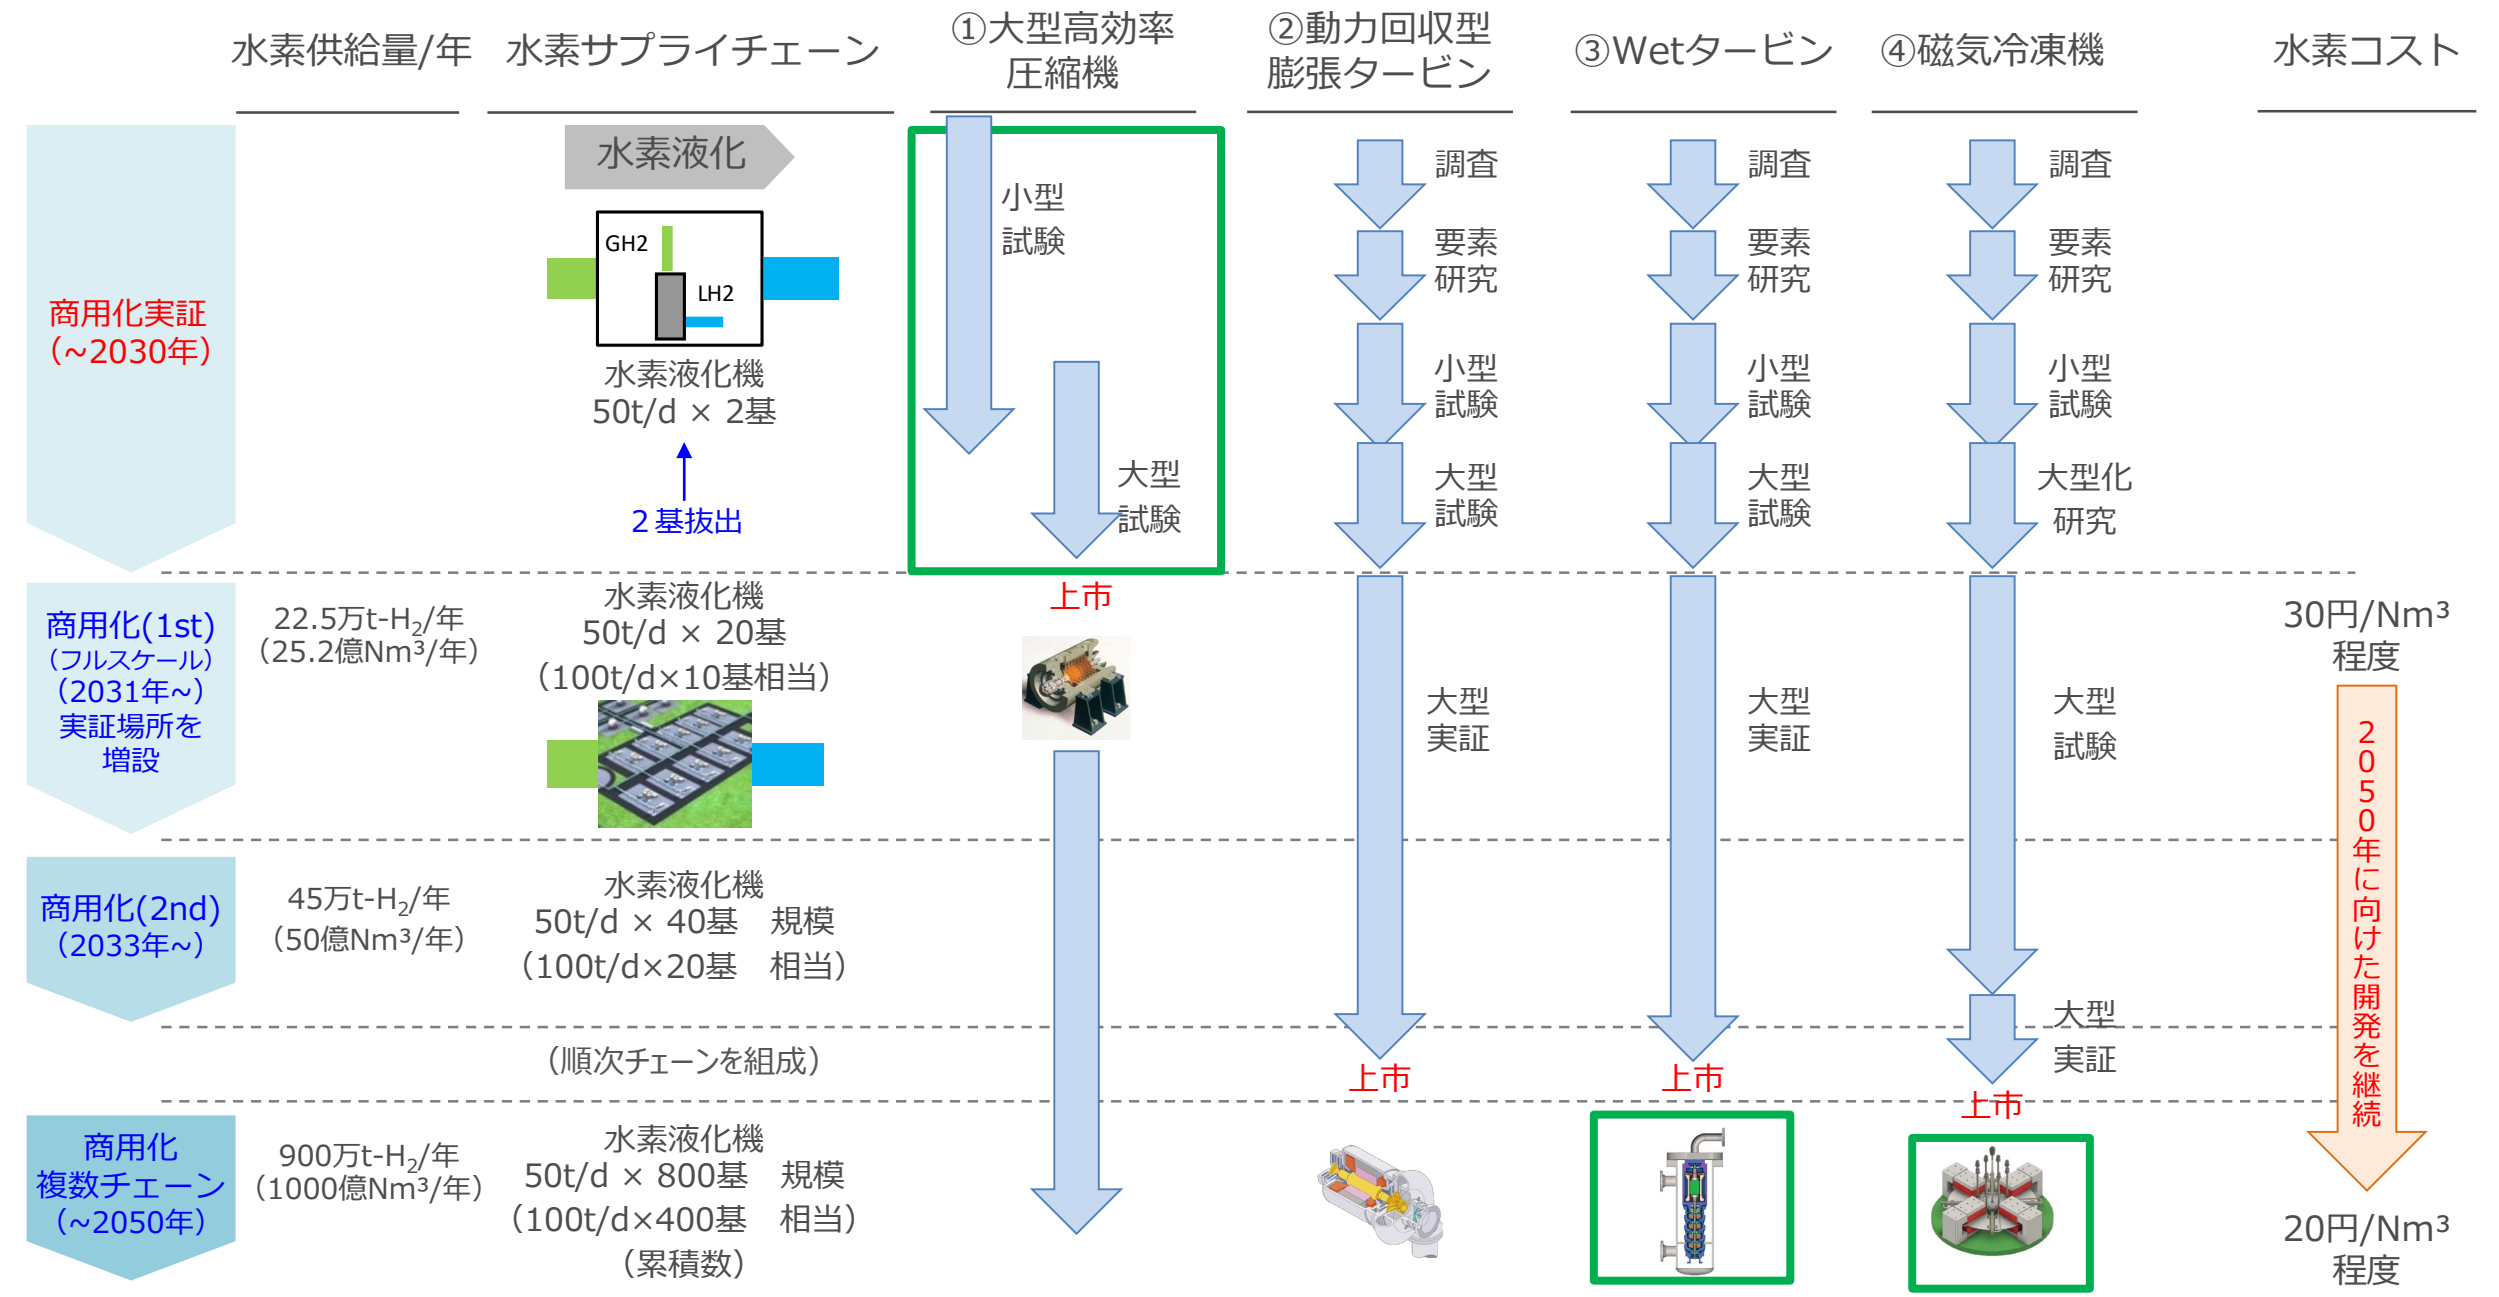 水素供給量/年
水素サプライチェーン
①大型高効率
圧縮機
②動力回収型
膨張タービン
③Wetタービン
④磁気冷凍機
水素コスト
商用化実証
（~2030年）
水素液化
GH2
LH2
水素液化機
50t/d × 2基
２基抜出
小型
試験
大型
試験
調査
要素
研究
小型
試験
大型
試験
調査
要素
研究
小型
試験
大型
試験
調査
要素
研究
小型
試験
大型化
研究
商用化(1st)
（フルスケール）
（2031年~）
実証場所を
増設
22.5万t-H₂/年
（25.2億Nm³/年）
水素液化機
50t/d × 20基
（100t/d×10基相当）
上市
大型
実証
大型
実証
大型
試験
30円/Nm³
程度
2050年に向けた開発を継続
商用化(2nd)
（2033年~）
45万t-H₂/年
（50億Nm³/年）
水素液化機
50t/d × 40基　規模
（100t/d×20基　相当）
（順次チェーンを組成）
上市
上市
大型
実証
上市
商用化
複数チェーン
（~2050年）
900万t-H₂/年
（1000億Nm³/年）
水素液化機
50t/d × 800基　規模
（100t/d×400基　相当）
（累積数）
20円/Nm³
程度